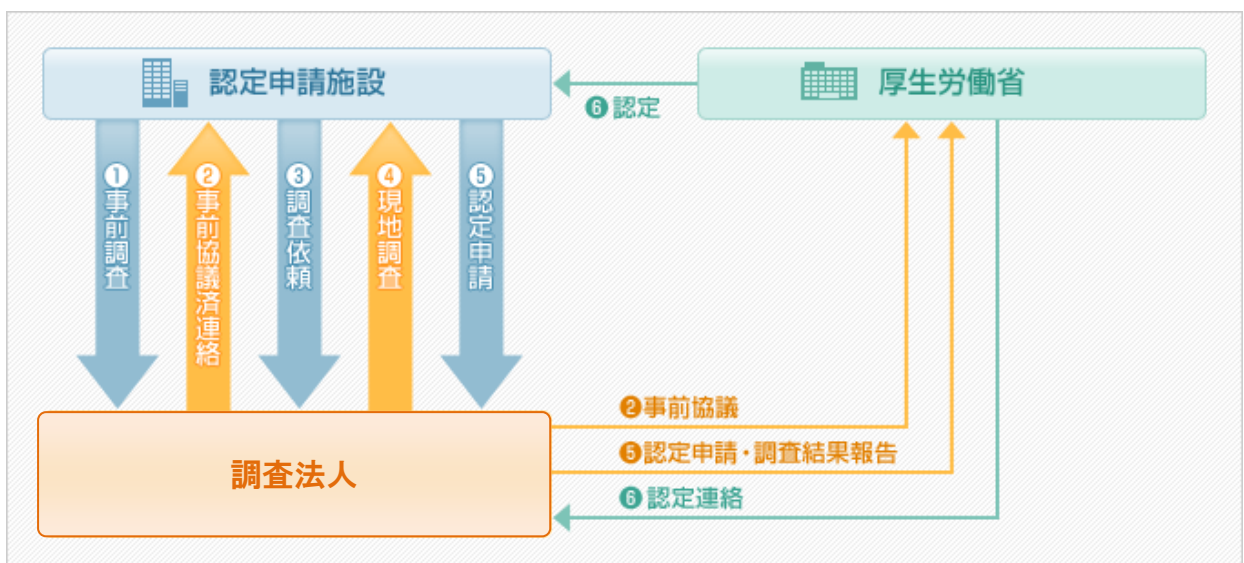 認定申請施設
厚生労働省
❻認定
①事前調査
②事前協議済連絡
③調査依頼
④現地調査
⑤認定申請
❷事前協議
❺認定申請・調査結果報告
❻認定連絡
調査法人